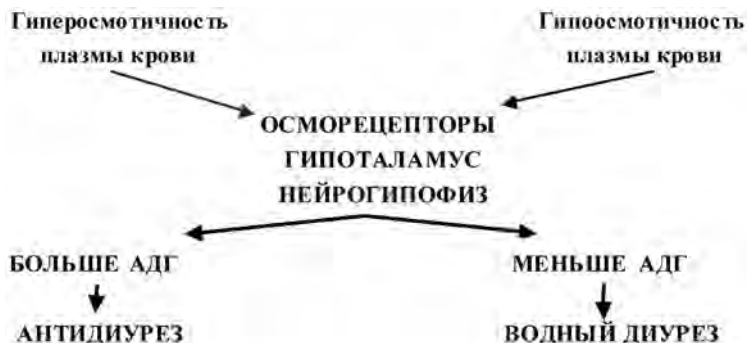 Гиперосмотичность
плазмы крови
Гипоосмотичность
плазмы крови
ОСМОРЕЦЕПТОРЫ
ГИПОТАЛАМУС
НЕЙРОГИПОФИЗ
БОЛЬШЕ АДГ
МЕНЬШЕ АДГ
АНТИДИУРЕЗ
ВОДНЫЙ ДИУРЕЗ